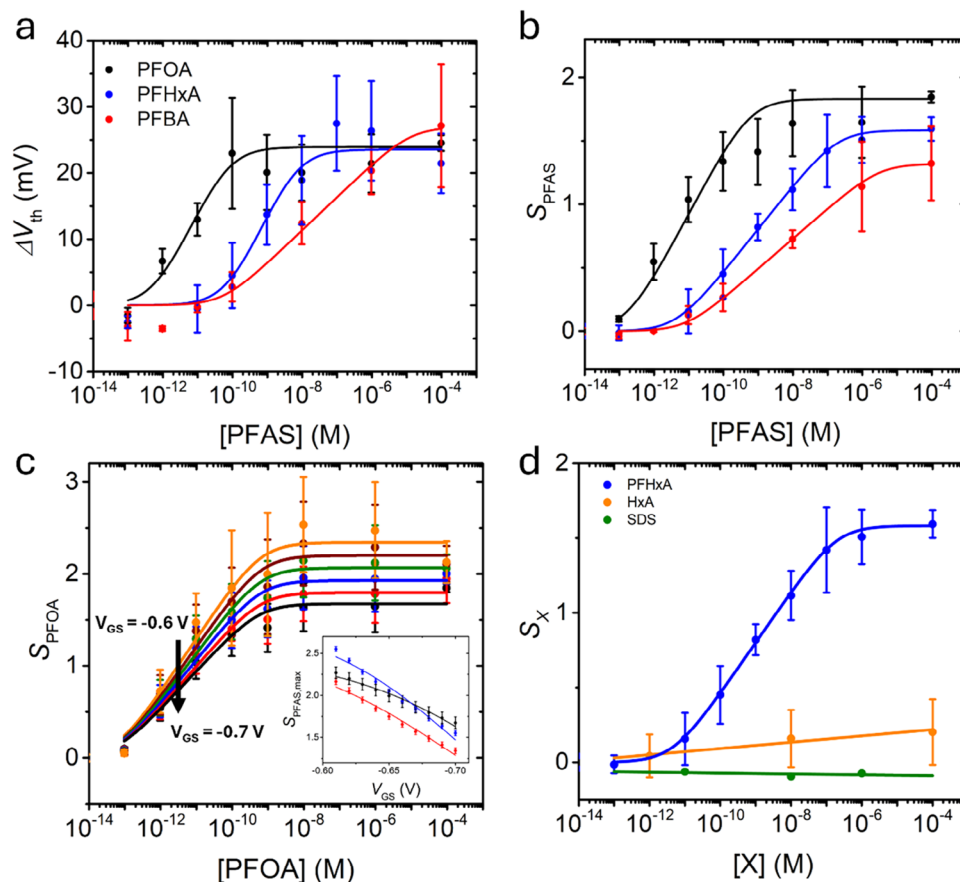 a
40
30
20
10
0
-10
ΔVth (mV)
PFOA
PFHxA
PFBA
10-14 10-12 10-10 10-8 10-6 10-4
[PFAS] (M)
b
2
1
0
SPFAS
10-14 10-12 10-10 10-8 10-6 10-4
[PFAS] (M)
c
3
2
1
0
SPFOA
VGS = -0.6 V
VGS = -0.7 V
2.5
2.0
1.5
SPFAS,max
-0.60 -0.65 -0.70
VGS (V)
10-14 10-12 10-10 10-8 10-6 10-4
[PFOA] (M)
d
2
1
0
SX
PFHxA
HxA
SDS
10-14 10-12 10-10 10-8 10-6 10-4
[X] (M)